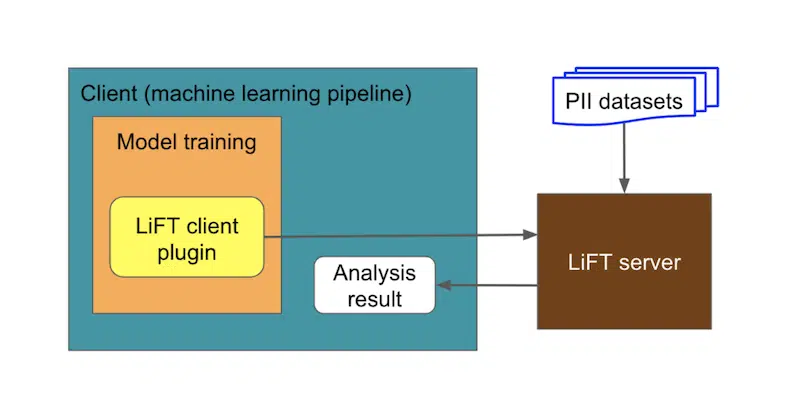 Client (machine learning pipeline)
Model training
LiFT client
plugin
Analysis
result
PII datasets
LiFT server